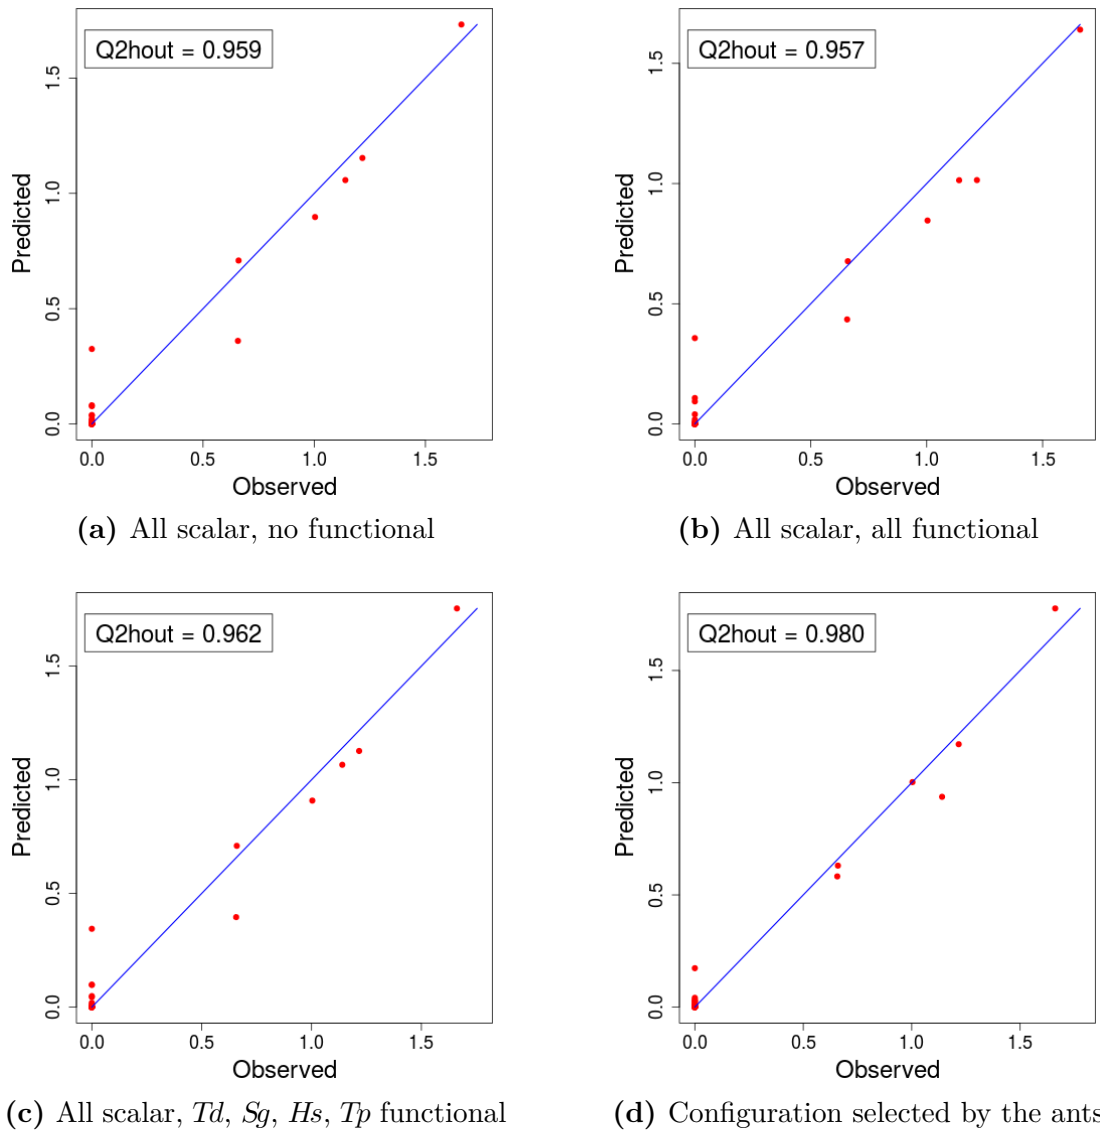 Q2hout = 0.959
Predicted
0.0 0.5 1.0 1.5
0.0 0.5 1.0 1.5
Observed
(a) All scalar, no functional
Q2hout = 0.957
Predicted
0.0 0.5 1.0 1.5
0.0 0.5 1.0 1.5
Observed
(b) All scalar, all functional
Q2hout = 0.962
Predicted
0.0 0.5 1.0 1.5
0.0 0.5 1.0 1.5
Observed
(c) All scalar, Td, Sg, Hs, Tp functional
Q2hout = 0.980
Predicted
0.0 0.5 1.0 1.5
0.0 0.5 1.0 1.5
Observed
(d) Configuration selected by the ants